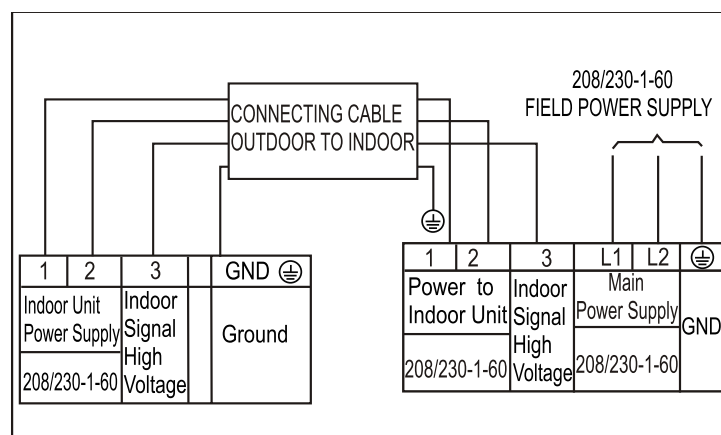 208/230-1-60
FIELD POWER SUPPLY
CONNECTING CABLE
OUTDOOR TO INDOOR
1 2 3 GND
Indoor Unit
Power Supply
208/230-1-60
Indoor
Signal
High
Voltage
Ground
1 2 3 L1 L2
Power to
Indoor Unit
208/230-1-60
Indoor
Signal
High
Voltage
Main
Power Supply
208/230-1-60
GND